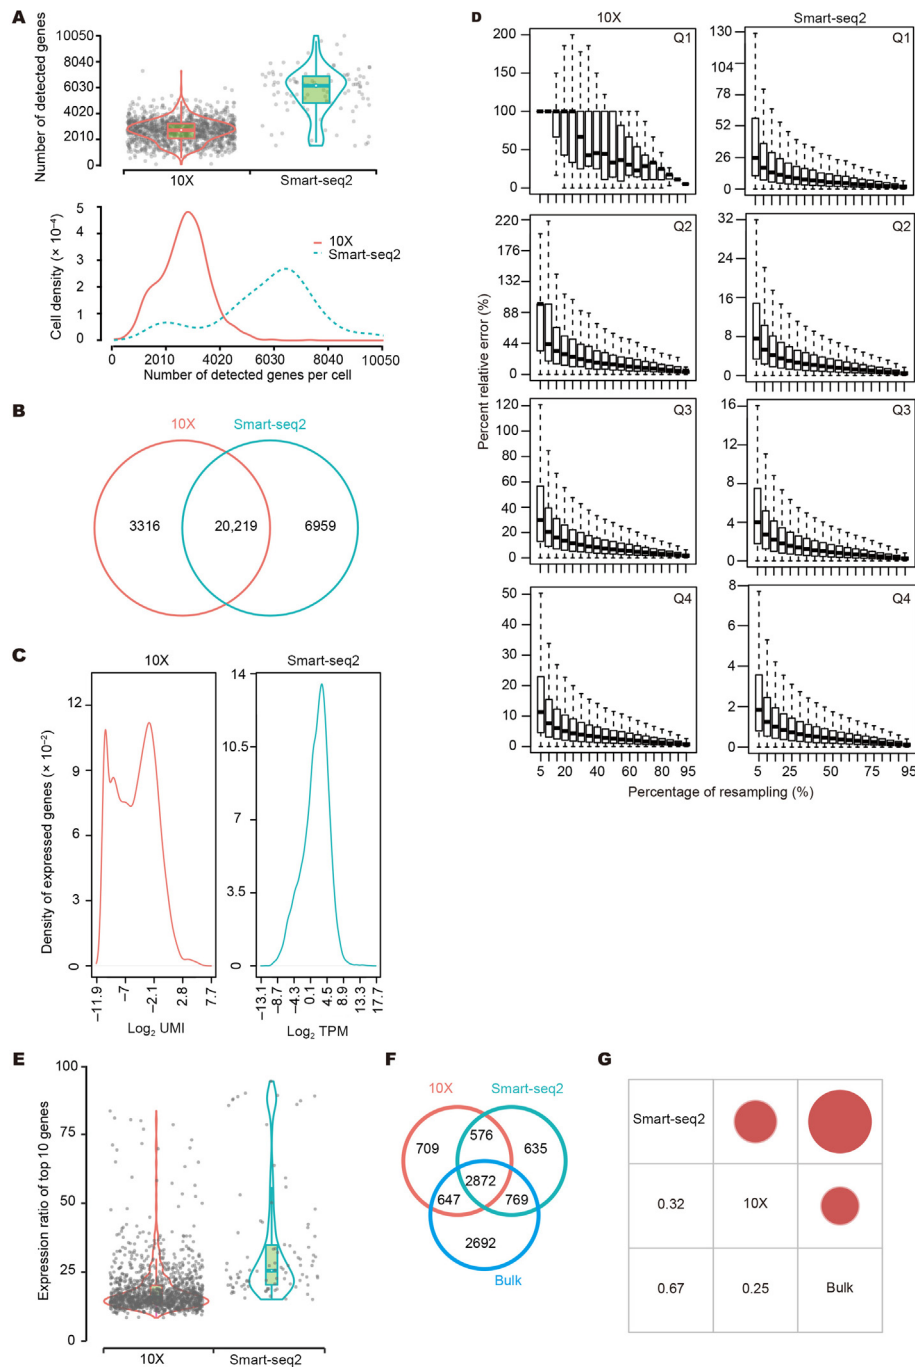 A
Number of detected genes
10050
8040
6030
4020
2010
0
10X
Smart-seq2
Cell density (× 10⁻⁴)
5
4
3
2
1
0
10X
Smart-seq2
0
2010
4020
6030
8040
10050
Number of detected genes per cell
B
10X
Smart-seq2
3316
20,219
6959
C
10X
Smart-seq2
Density of expressed genes (× 10⁻²)
12
9
6
3
0
−11.9
−7
−2.1
2.8
7.7
Log₂ UMI
14
10.5
7
3.5
0
−13.1
−8.7
−4.3
0.1
4.5
8.9
13.3
17.7
Log₂ TPM
D
10X
Smart-seq2
Percent relative error (%)
Q1
200
150
100
50
0
Q1
130
104
78
52
26
0
Q2
220
176
132
88
44
0
Q2
32
24
16
8
0
Q3
120
100
80
60
40
20
0
Q3
16
12
8
4
0
Q4
50
40
30
20
10
0
Q4
8
6
4
2
0
5
20
40
60
80
95
5
25
50
75
95
Percentage of resampling (%)
E
Expression ratio of top 10 genes
100
75
50
25
0
10X
Smart-seq2
F
10X
Smart-seq2
709
576
635
2872
647
769
2692
Bulk
G
Smart-seq2
0.32
10X
0.67
0.25
Bulk